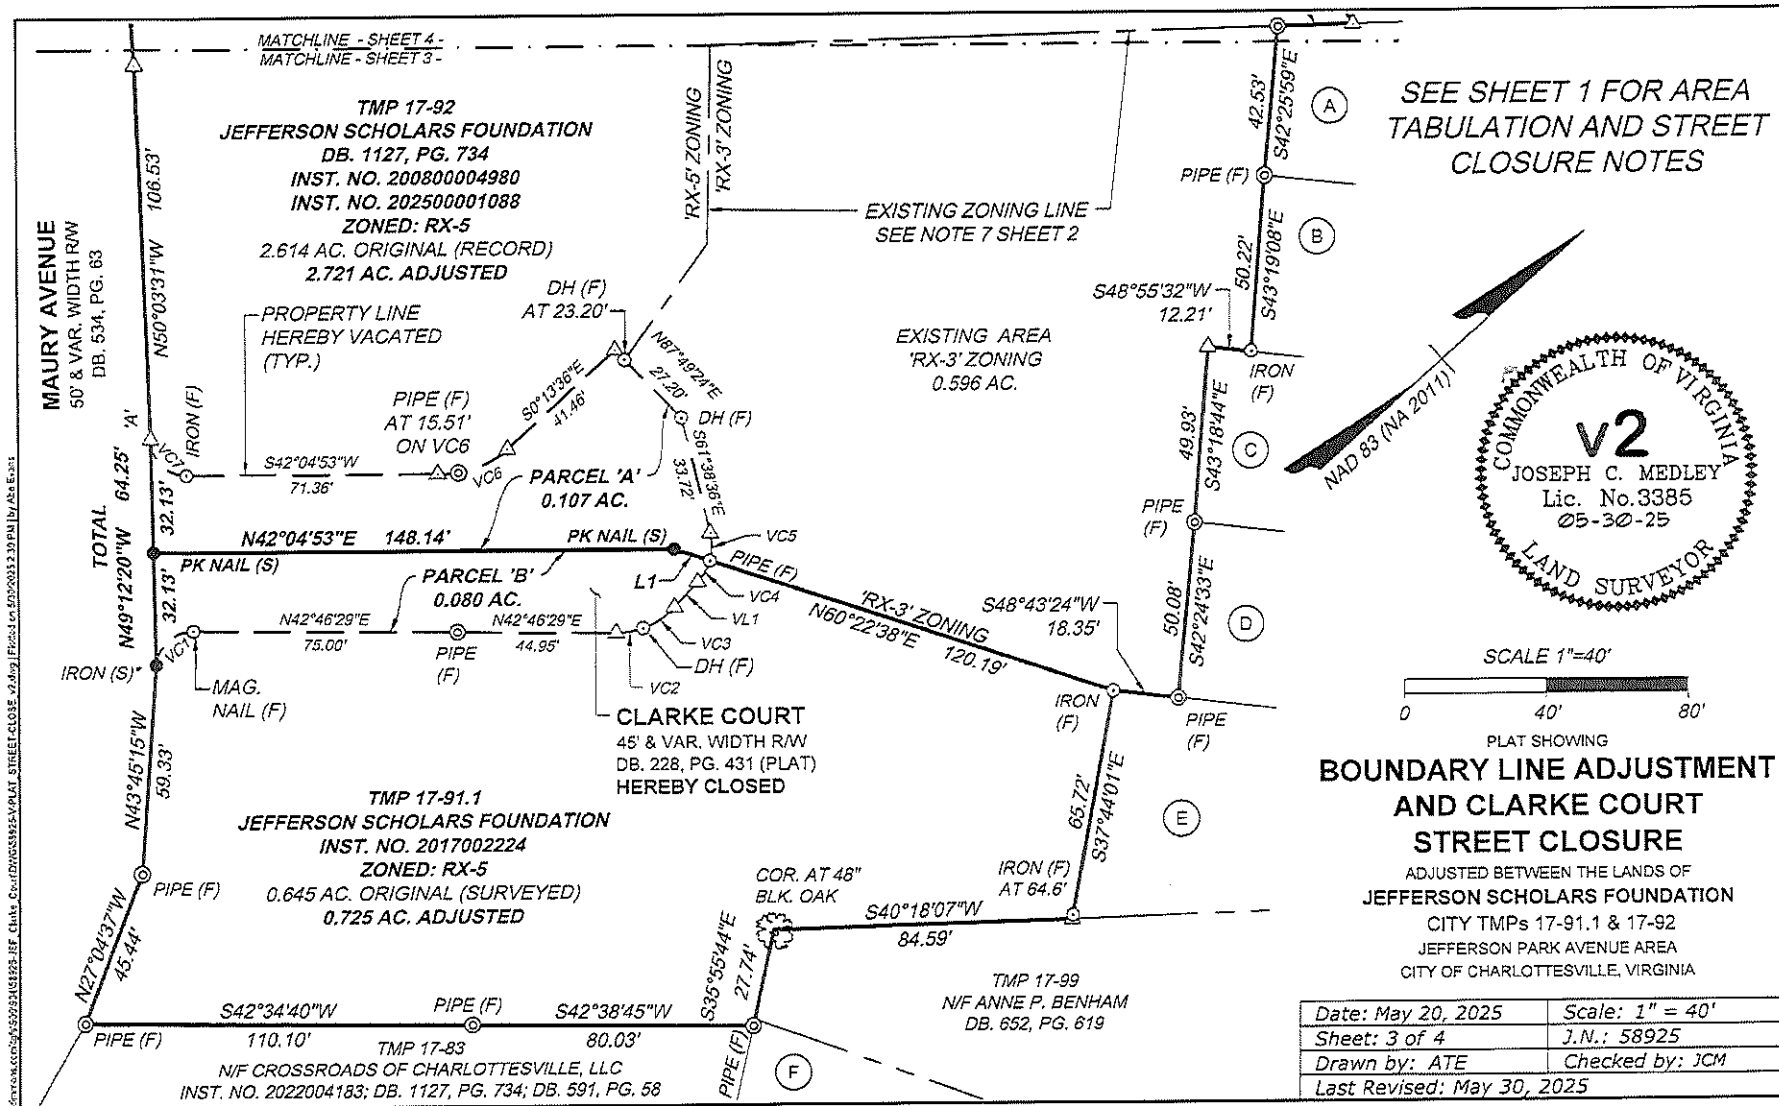 MATCHLINE - SHEET 4 -
MATCHLINE - SHEET 3 -
TMP 17-92
JEFFERSON SCHOLARS FOUNDATION
DB. 1127, PG. 734
INST. NO. 200800004980
INST. NO. 202500001088
ZONED: RX-5
2.614 AC. ORIGINAL (RECORD)
2.721 AC. ADJUSTED
MAURY AVENUE
50' & VAR. WIDTH R/W
DB. 534, PG. 63
N50°03'31"W 106.53'
'RX-5' ZONING
'RX-3' ZONING
EXISTING ZONING LINE
SEE NOTE 7 SHEET 2
S42°25'59"E
42.53'
A
PIPE (F)
S43°19'08"E
50.22'
B
SEE SHEET 1 FOR AREA
TABULATION AND STREET
CLOSURE NOTES
PROPERTY LINE
HEREBY VACATED
(TYP.)
DH (F)
AT 23.20'
N87°49'24"E
27.20'
S0°13'36"E
41.46'
DH (F)
EXISTING AREA
'RX-3' ZONING
0.596 AC.
S48°55'32"W
12.21'
IRON
(F)
S43°18'44"E
49.93'
C
NAD 83 (NA 2011)
COMMONWEALTH OF VIRGINIA
v2
JOSEPH C. MEDLEY
Lic. No.3385
05-30-25
LAND SURVEYOR
'A'
VC7
IRON (F)
S42°04'53"W
71.36'
PIPE (F)
AT 15.51'
ON VC6
VC6
PARCEL 'A'
0.107 AC.
S61°38'36"E
33.72'
TOTAL
N49°12'20"W 64.25'
32.13'
32.13'
N42°04'53"E 148.14'
PK NAIL (S)
PK NAIL (S)
VC5
PIPE (F)
L1
PARCEL 'B'
0.080 AC.
VC4
VL1
VC3
DH (F)
VC2
N42°46'29"E
75.00'
N42°46'29"E
44.95'
PIPE
(F)
VC1
IRON (S)
MAG.
NAIL (F)
'RX-3' ZONING
N60°22'38"E
120.19'
S48°43'24"W
18.35'
PIPE
(F)
S42°24'33"E
50.08'
D
IRON
(F)
PIPE
(F)
SCALE 1"=40'
0 40' 80'
CLARKE COURT
45' & VAR. WIDTH R/W
DB. 228, PG. 431 (PLAT)
HEREBY CLOSED
N43°45'15"W
59.33'
PIPE (F)
TMP 17-91.1
JEFFERSON SCHOLARS FOUNDATION
INST. NO. 2017002224
ZONED: RX-5
0.645 AC. ORIGINAL (SURVEYED)
0.725 AC. ADJUSTED
65.72'
S37°44'01"E
E
IRON (F)
AT 64.6'
COR. AT 48"
BLK. OAK
S40°18'07"W
84.59'
S35°55'44"E
27.74'
N27°04'37"W
45.44'
PIPE (F)
S42°34'40"W
110.10'
PIPE (F)
S42°38'45"W
80.03'
PIPE (F)
F
TMP 17-83
N/F CROSSROADS OF CHARLOTTESVILLE, LLC
INST. NO. 2022004183; DB. 1127, PG. 734; DB. 591, PG. 58
TMP 17-99
N/F ANNE P. BENHAM
DB. 652, PG. 619
PLAT SHOWING
BOUNDARY LINE ADJUSTMENT
AND CLARKE COURT
STREET CLOSURE
ADJUSTED BETWEEN THE LANDS OF
JEFFERSON SCHOLARS FOUNDATION
CITY TMPs 17-91.1 & 17-92
JEFFERSON PARK AVENUE AREA
CITY OF CHARLOTTESVILLE, VIRGINIA
Date: May 20, 2025 Scale: 1" = 40'
Sheet: 3 of 4 J.N.: 58925
Drawn by: ATE Checked by: JCM
Last Revised: May 30, 2025